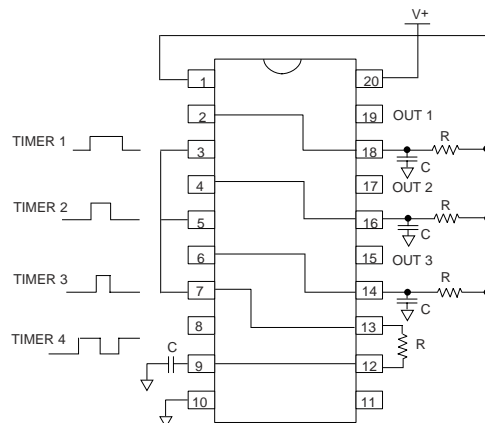 V+
1
20
2
19
OUT 1
TIMER 1
R
3
18
C
4
17
OUT 2
TIMER 2
R
5
16
C
6
15
OUT 3
TIMER 3
R
7
14
C
8
13
TIMER 4
C
R
9
12
10
11